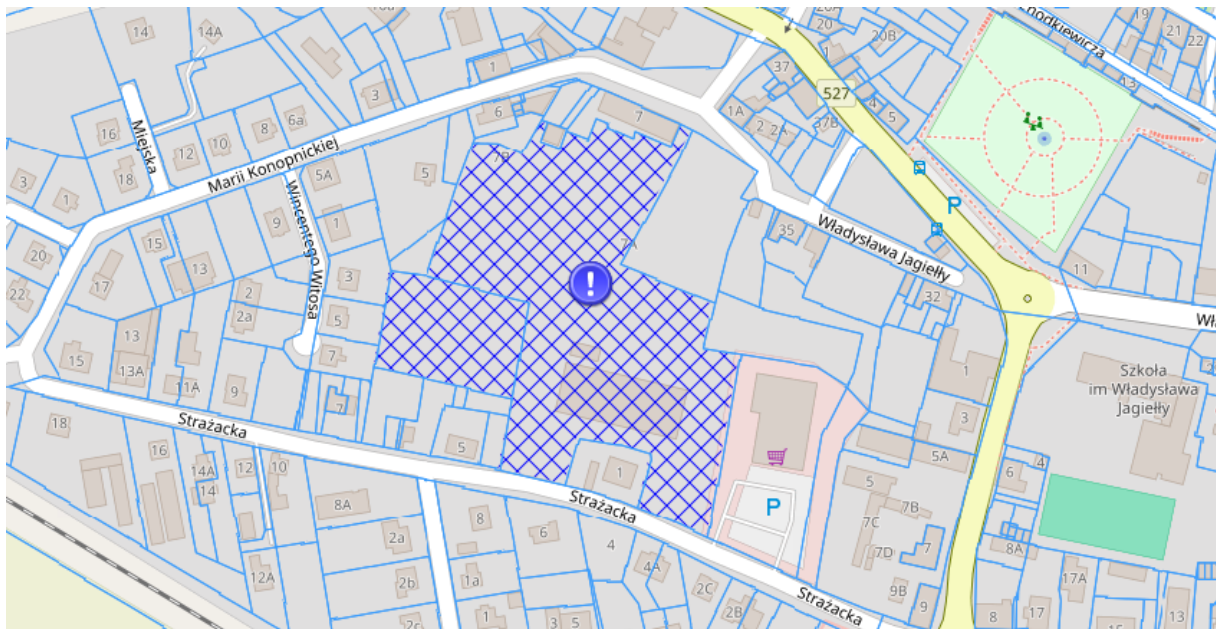 14
14A
10a
20
20B
19
21
22
1
37
527
3
6
7
1A
2
2A
37B
4
5
13
16
12
10
8
6a
Miejska
18
Marii Konopnickiej
5A
7B
5
3
1
Wincentego Witosa
9
1
P
20
15
13
7A
35
Władysława Jagiełły
17
3
11
22
2
2a
5
32
!
13
7
15
13A
11A
9
7
1
Szkoła
im Władysława
Jagiełły
3
Strażacka
18
16
5
5A
14A
12
10
14
1
6
4
8A
Strażacka
P
5
7B
7C
8
6
4
2a
7D
7
8A
12A
2b
1a
4A
2C
9B
17A
Strażacka
2B
9
8
17
13
1
3
5